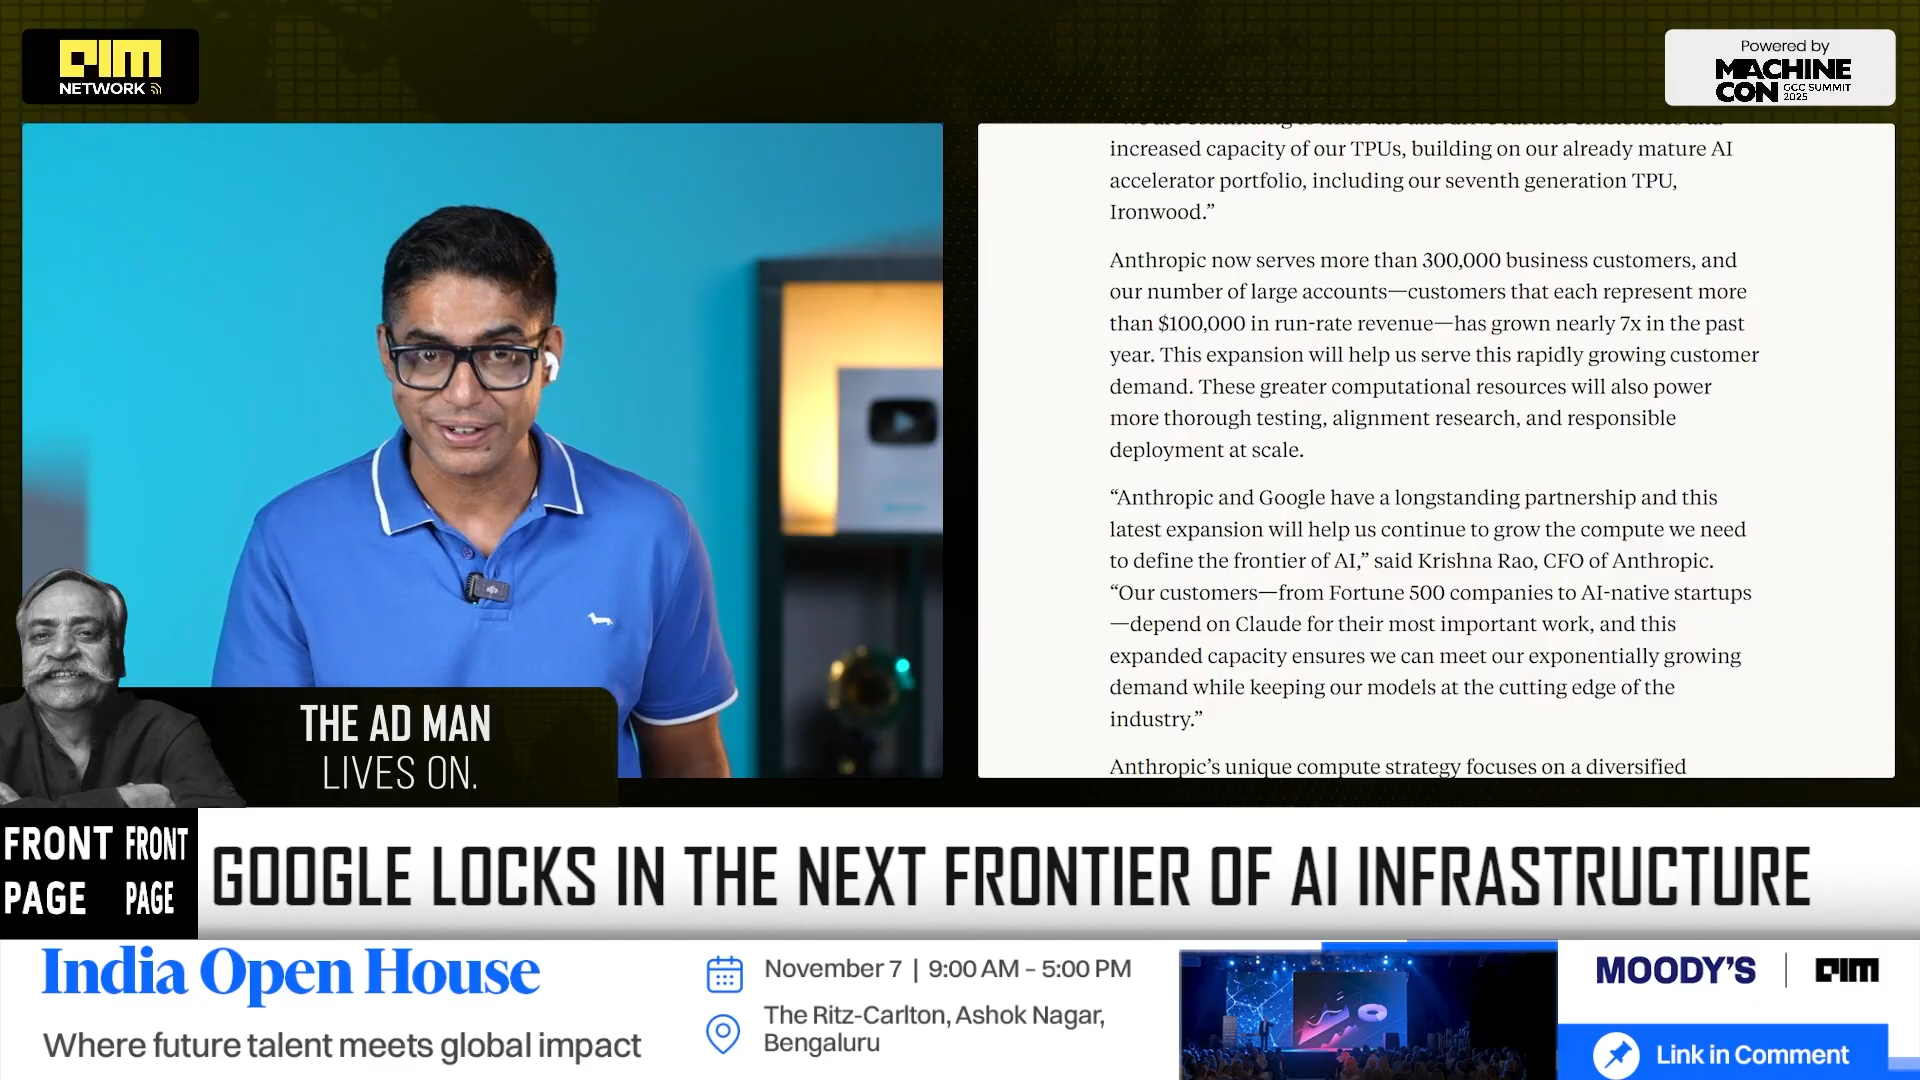 AIM
NETWORK
Powered by
MACHINE
CON GCC SUMMIT
2025
increased capacity of our TPUs, building on our already mature AI
accelerator portfolio, including our seventh generation TPU,
Ironwood.”
Anthropic now serves more than 300,000 business customers, and
our number of large accounts—customers that each represent more
than $100,000 in run-rate revenue—has grown nearly 7x in the past
year. This expansion will help us serve this rapidly growing customer
demand. These greater computational resources will also power
more thorough testing, alignment research, and responsible
deployment at scale.
“Anthropic and Google have a longstanding partnership and this
latest expansion will help us continue to grow the compute we need
to define the frontier of AI,” said Krishna Rao, CFO of Anthropic.
“Our customers—from Fortune 500 companies to AI-native startups
—depend on Claude for their most important work, and this
expanded capacity ensures we can meet our exponentially growing
demand while keeping our models at the cutting edge of the
industry.”
Anthropic’s unique compute strategy focuses on a diversified
THE AD MAN
LIVES ON.
FRONT FRONT
PAGE PAGE
GOOGLE LOCKS IN THE NEXT FRONTIER OF AI INFRASTRUCTURE
India Open House
Where future talent meets global impact
November 7 | 9:00 AM – 5:00 PM
The Ritz-Carlton, Ashok Nagar,
Bengaluru
MOODY’S | AIM
Link in Comment